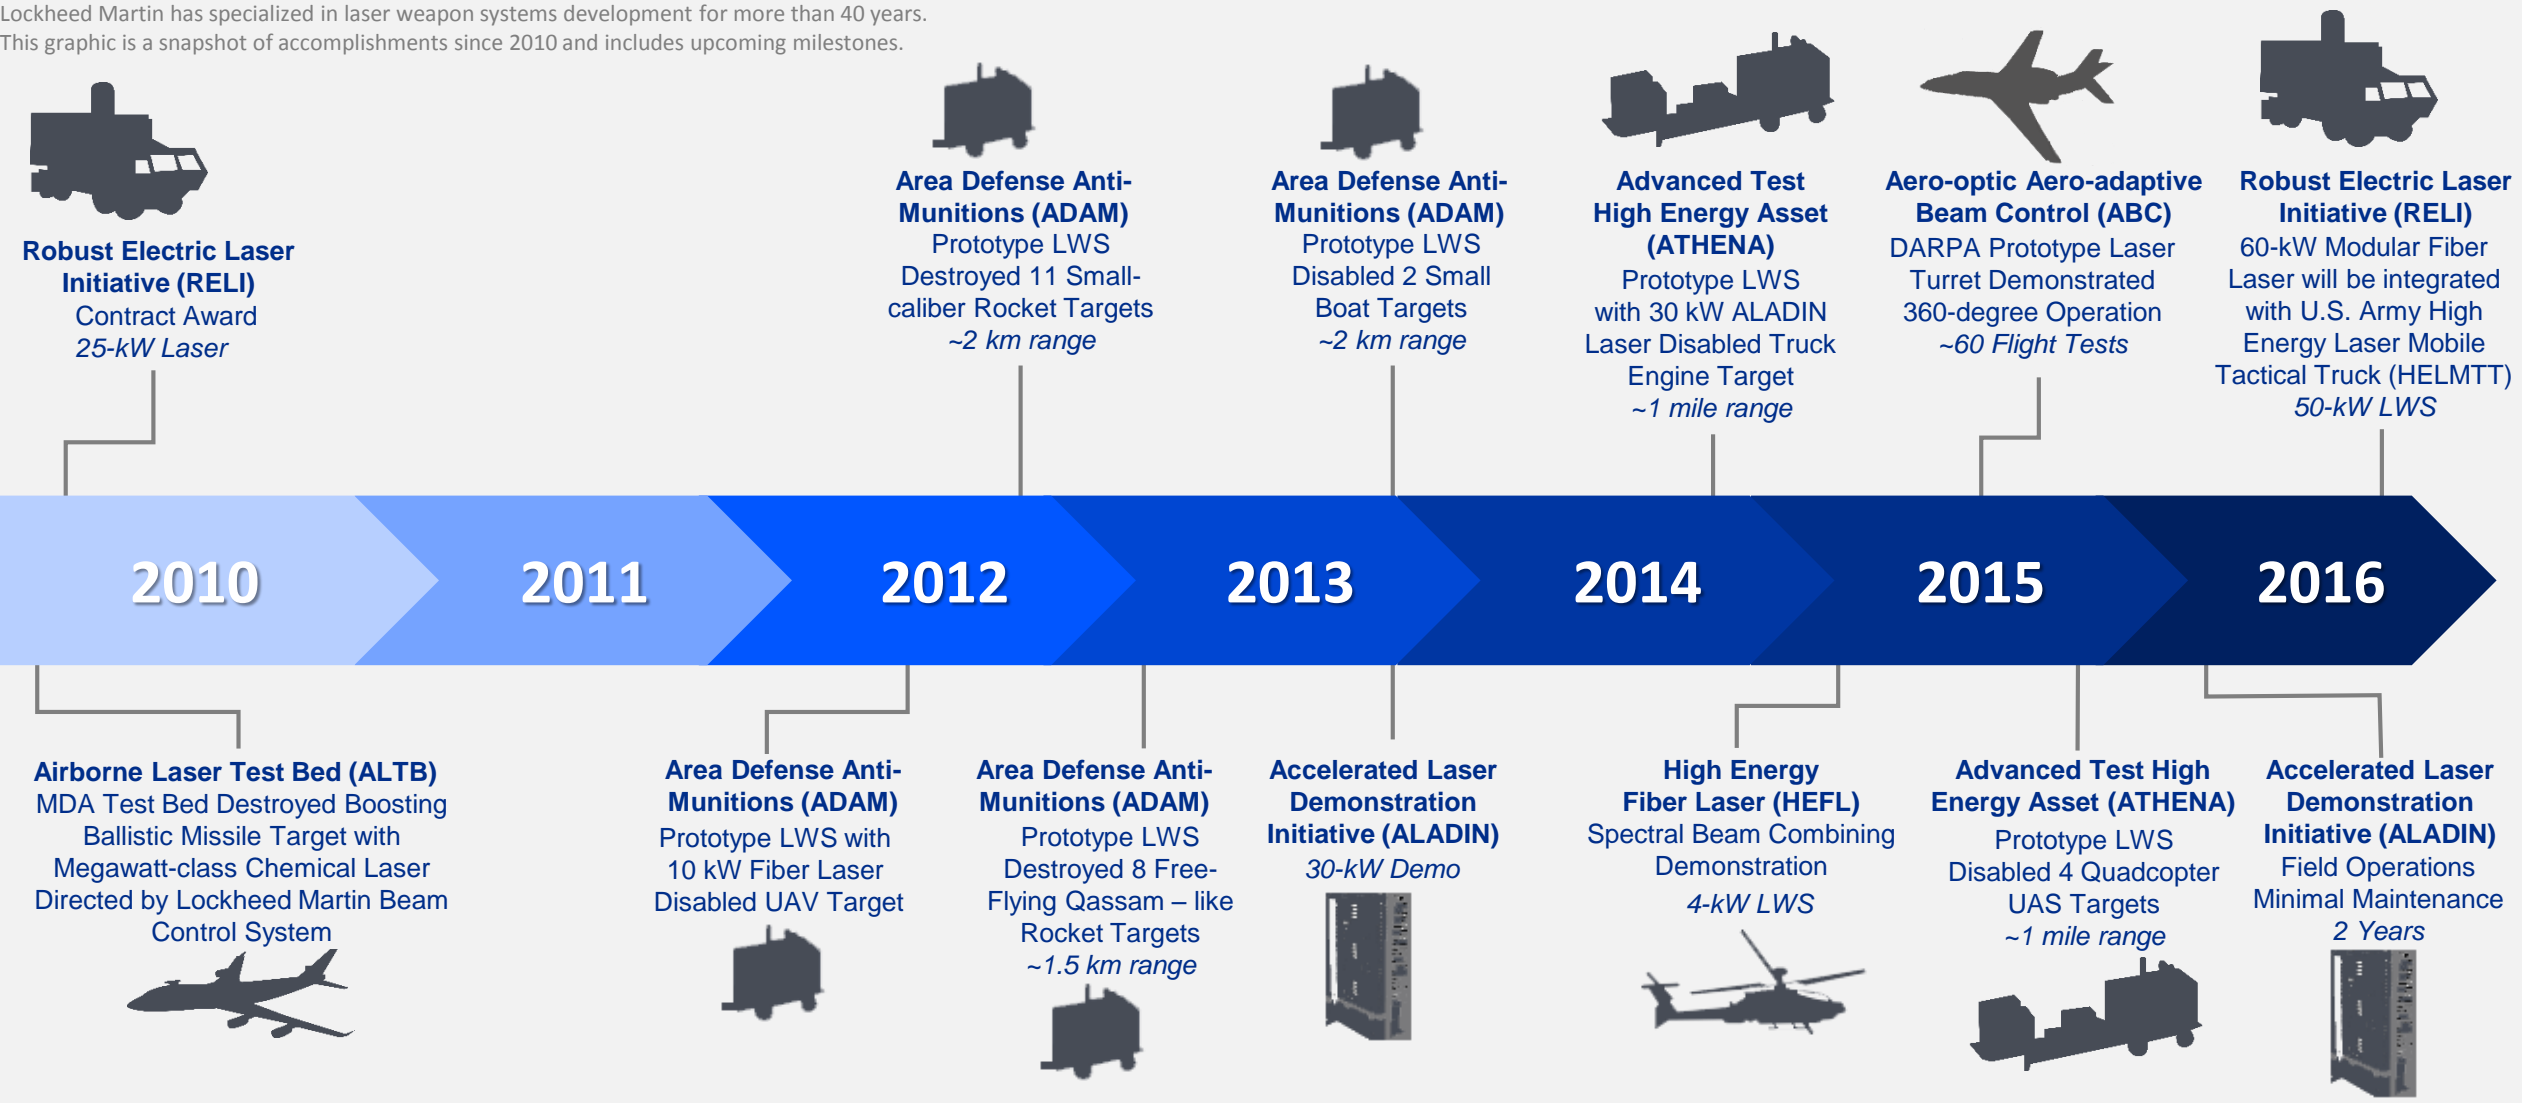 Lockheed Martin has specialized in laser weapon systems development for more than 40 years.
This graphic is a snapshot of accomplishments since 2010 and includes upcoming milestones.
Robust Electric Laser
Initiative (RELI)
Contract Award
25-kW Laser
Area Defense Anti-
Munitions (ADAM)
Prototype LWS
Destroyed 11 Small-
caliber Rocket Targets
~2 km range
Area Defense Anti-
Munitions (ADAM)
Prototype LWS
Disabled 2 Small
Boat Targets
~2 km range
Advanced Test
High Energy Asset
(ATHENA)
Prototype LWS
with 30 kW ALADIN
Laser Disabled Truck
Engine Target
~1 mile range
Aero-optic Aero-adaptive
Beam Control (ABC)
DARPA Prototype Laser
Turret Demonstrated
360-degree Operation
~60 Flight Tests
Robust Electric Laser
Initiative (RELI)
60-kW Modular Fiber
Laser will be integrated
with U.S. Army High
Energy Laser Mobile
Tactical Truck (HELMTT)
50-kW LWS
2010
2011
2012
2013
2014
2015
2016
Airborne Laser Test Bed (ALTB)
MDA Test Bed Destroyed Boosting
Ballistic Missile Target with
Megawatt-class Chemical Laser
Directed by Lockheed Martin Beam
Control System
Area Defense Anti-
Munitions (ADAM)
Prototype LWS with
10 kW Fiber Laser
Disabled UAV Target
Area Defense Anti-
Munitions (ADAM)
Prototype LWS
Destroyed 8 Free-
Flying Qassam – like
Rocket Targets
~1.5 km range
Accelerated Laser
Demonstration
Initiative (ALADIN)
30-kW Demo
High Energy
Fiber Laser (HEFL)
Spectral Beam Combining
Demonstration
4-kW LWS
Advanced Test High
Energy Asset (ATHENA)
Prototype LWS
Disabled 4 Quadcopter
UAS Targets
~1 mile range
Accelerated Laser
Demonstration
Initiative (ALADIN)
Field Operations
Minimal Maintenance
2 Years